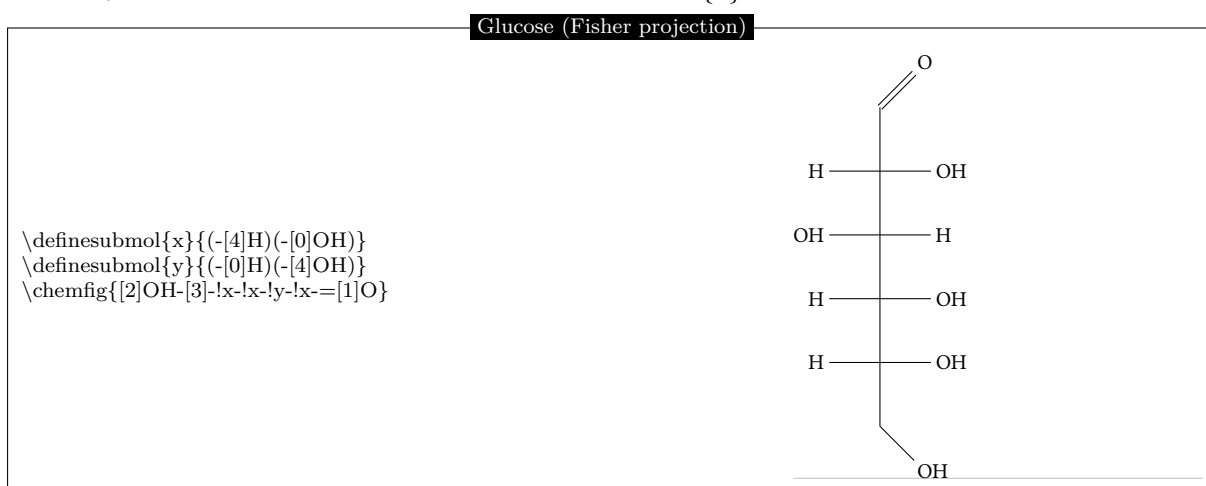 Glucose (Fisher projection)
\definesubmol{x}{(-[4]H)(-[0]OH)}
\definesubmol{y}{(-[0]H)(-[4]OH)}
\chemfig{[2]OH-[3]-!x-!x-!y-!x-=[1]O}
O
H OH
OH H
H OH
H OH
OH